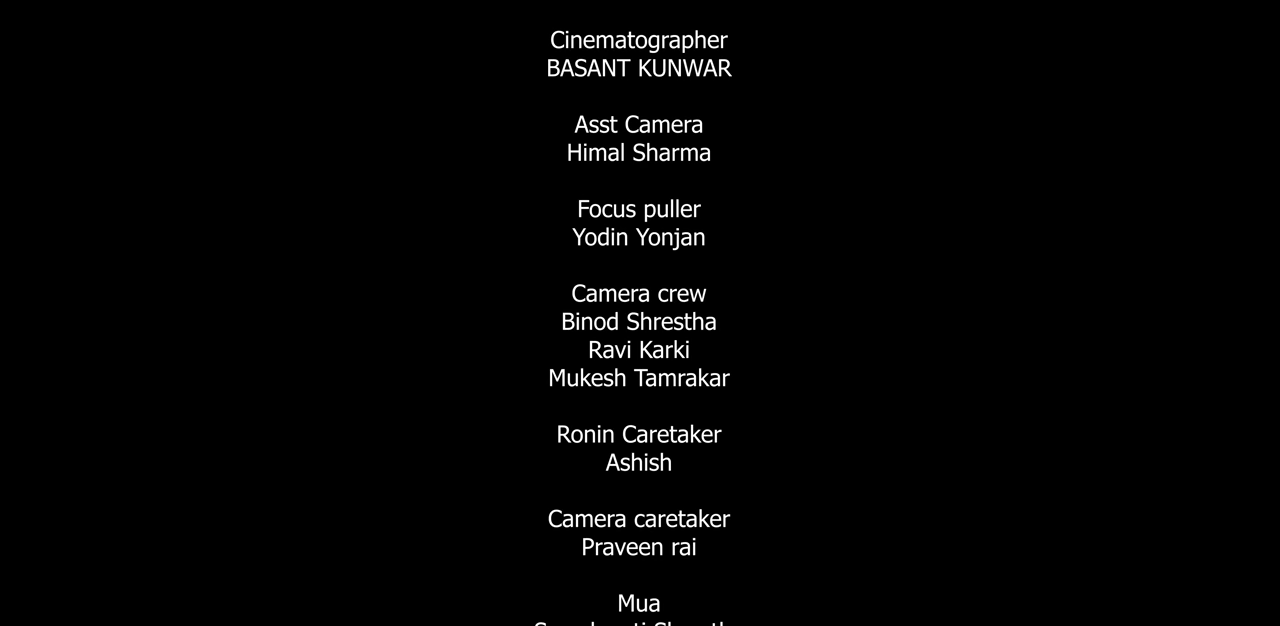 Cinematographer
BASANT KUNWAR
Asst Camera
Himal Sharma
Focus puller
Yodin Yonjan
Camera crew
Binod Shrestha
Ravi Karki
Mukesh Tamrakar
Ronin Caretaker
Ashish
Camera caretaker
Praveen rai
Mua